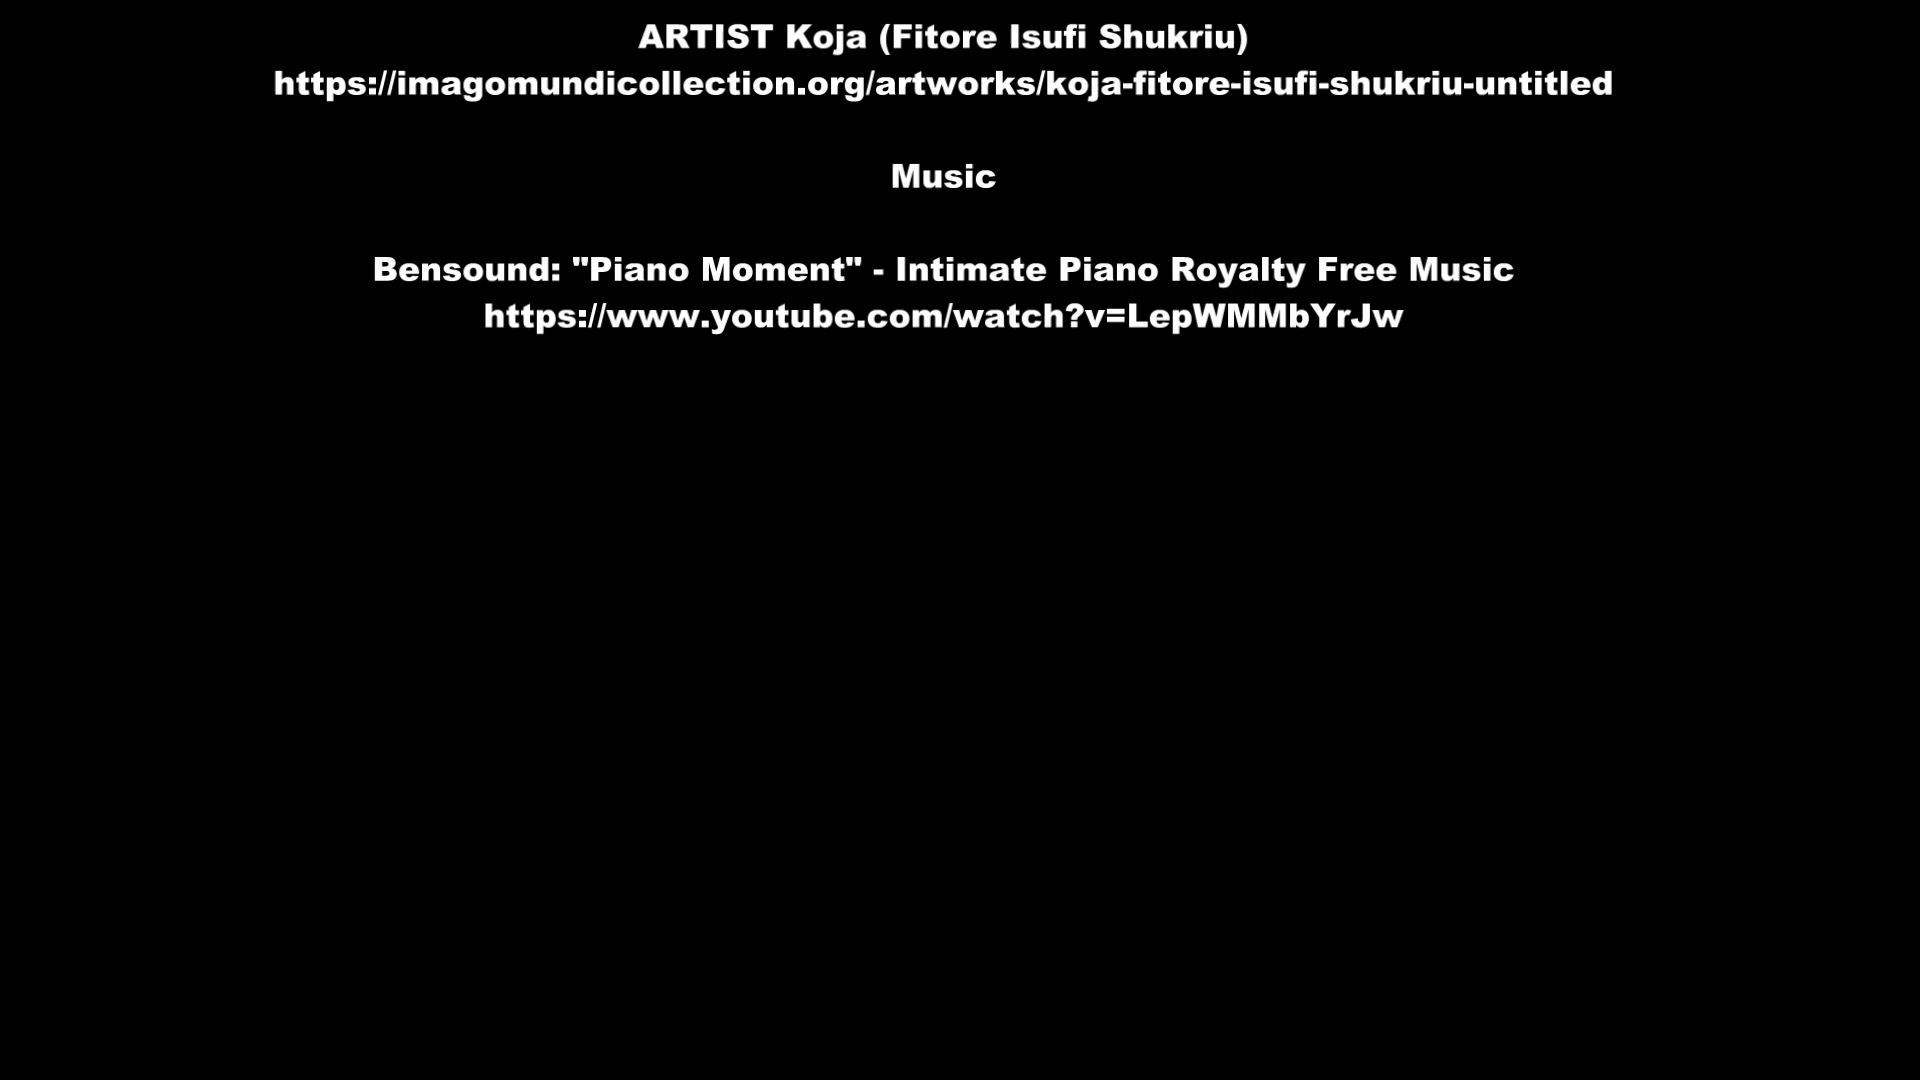 ARTIST Koja (Fitore Isufi Shukriu)
https://imagomundicollection.org/artworks/koja-fitore-isufi-shukriu-untitled
Music
Bensound: "Piano Moment" - Intimate Piano Royalty Free Music
https://www.youtube.com/watch?v=LepWMMbYrJw